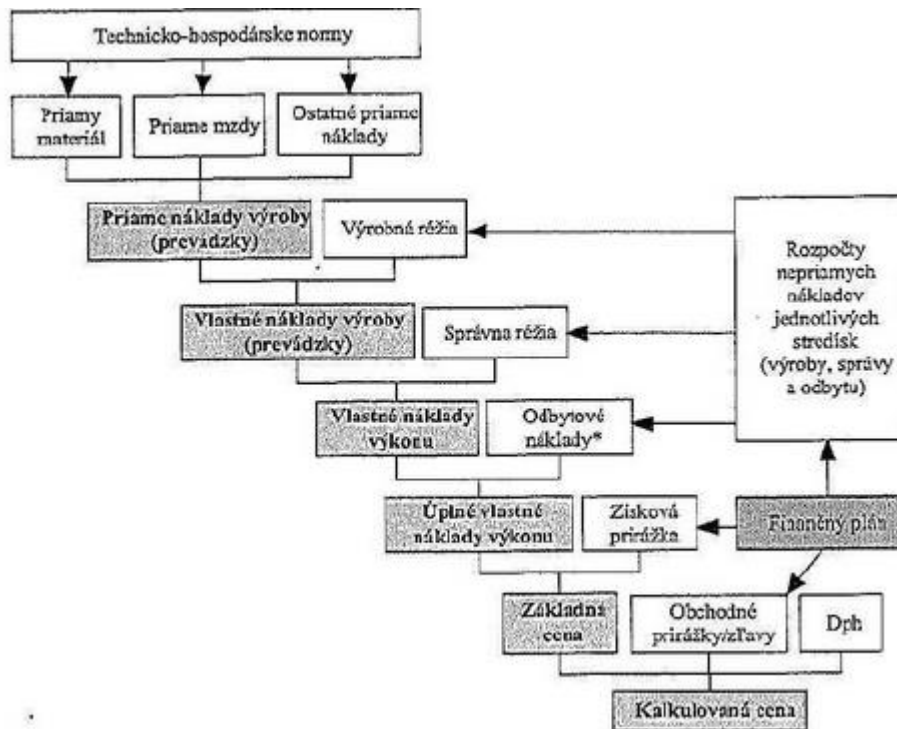 Technicko-hospodárske normy
Priamy
materiál
Priame mzdy
Ostatné priame
náklady
Priame náklady výroby
(prevádzky)
Výrobná réžia
Rozpočty
nepriamych
nákladov
jednotlivých
stredísk
(výroby, správy
a odbytu)
Vlastné náklady výroby
(prevádzky)
Správna réžia
Vlastné náklady
výkonu
Odbytové
náklady*
Úplné vlastné
náklady výkonu
Zisková
prirážka
Finančný plán
Základná
cena
Obchodné
prirážky/zľavy
Dph
Kalkulovaná cena